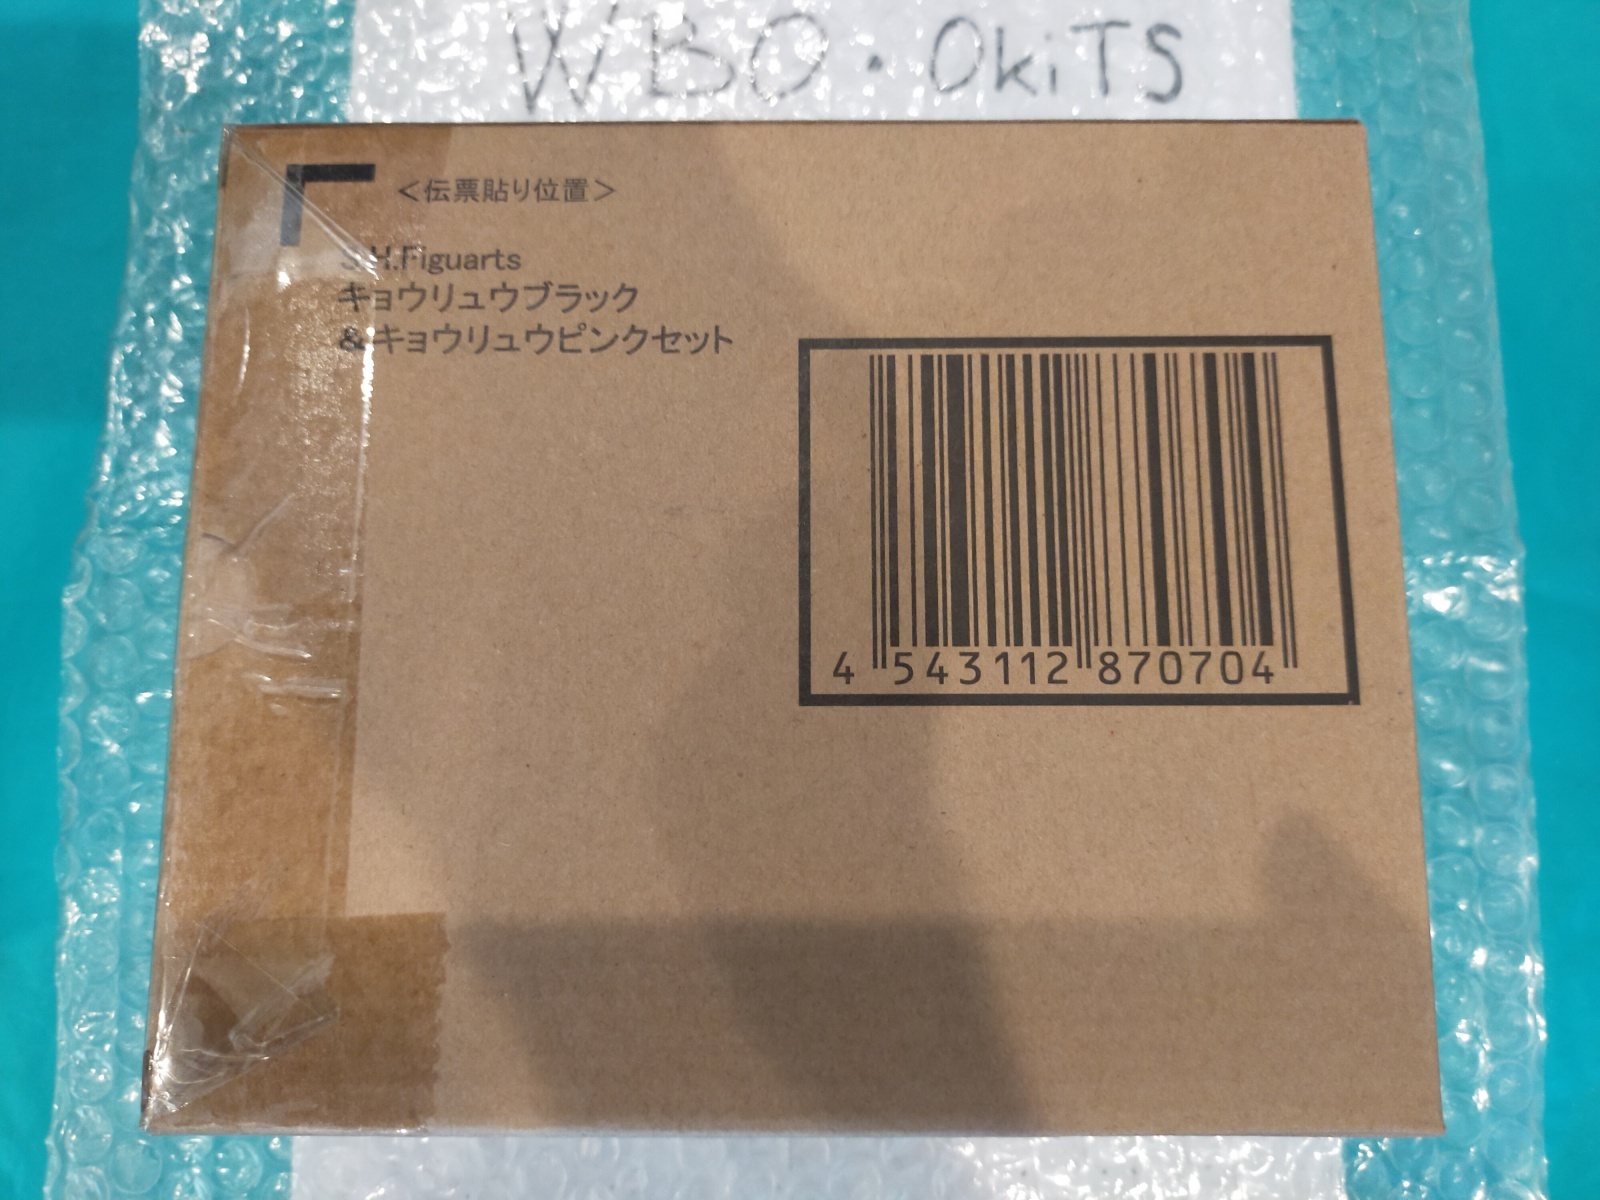 WBO・OkiTS
＜伝票貼り位置＞
S.H.Figuarts
キョウリュウブラック
&キョウリュウピンクセット
4 543112 870704